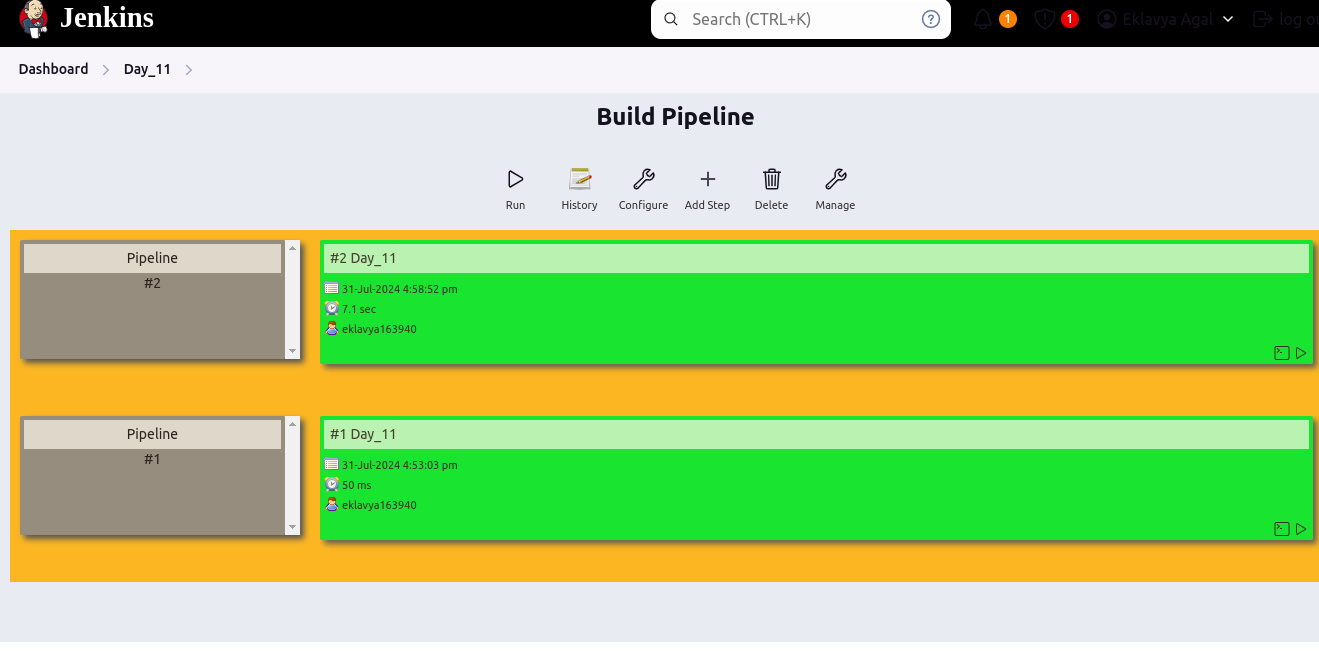 Jenkins
Search (CTRL+K)
1
1
Eklavya Agal
log ou
Dashboard
Day_11
Build Pipeline
Run
History
Configure
Add Step
Delete
Manage
Pipeline
#2
#2 Day_11
31-Jul-2024 4:58:52 pm
7.1 sec
eklavya163940
Pipeline
#1
#1 Day_11
31-Jul-2024 4:53:03 pm
50 ms
eklavya163940